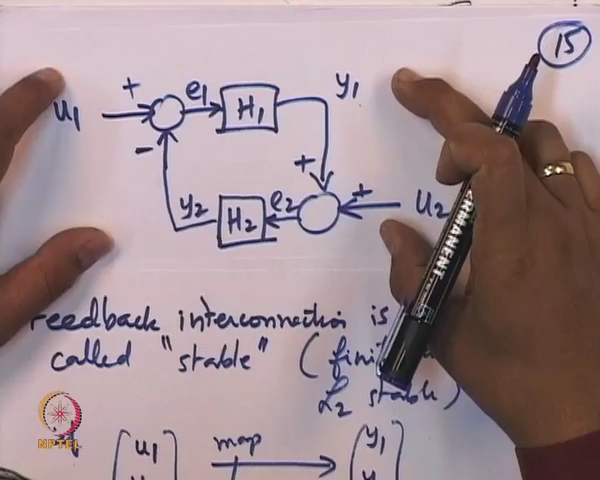 15
u1 + e1 H1 y1
-
+
y2 H2 e2 + u2
Feedback interconnection is
called "stable" (finite
L2 stable)
(u1 map (y1
NPTEL
PERMANENT